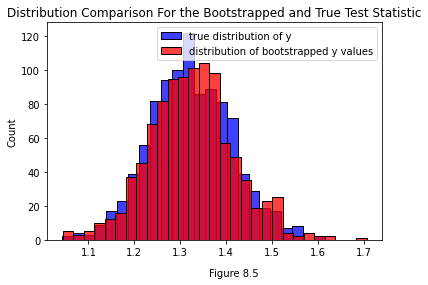 Distribution Comparison For the Bootstrapped and True Test Statistic
true distribution of y
distribution of bootstrapped y values
Count
120
100
80
60
40
20
0
1.1 1.2 1.3 1.4 1.5 1.6 1.7
Figure 8.5